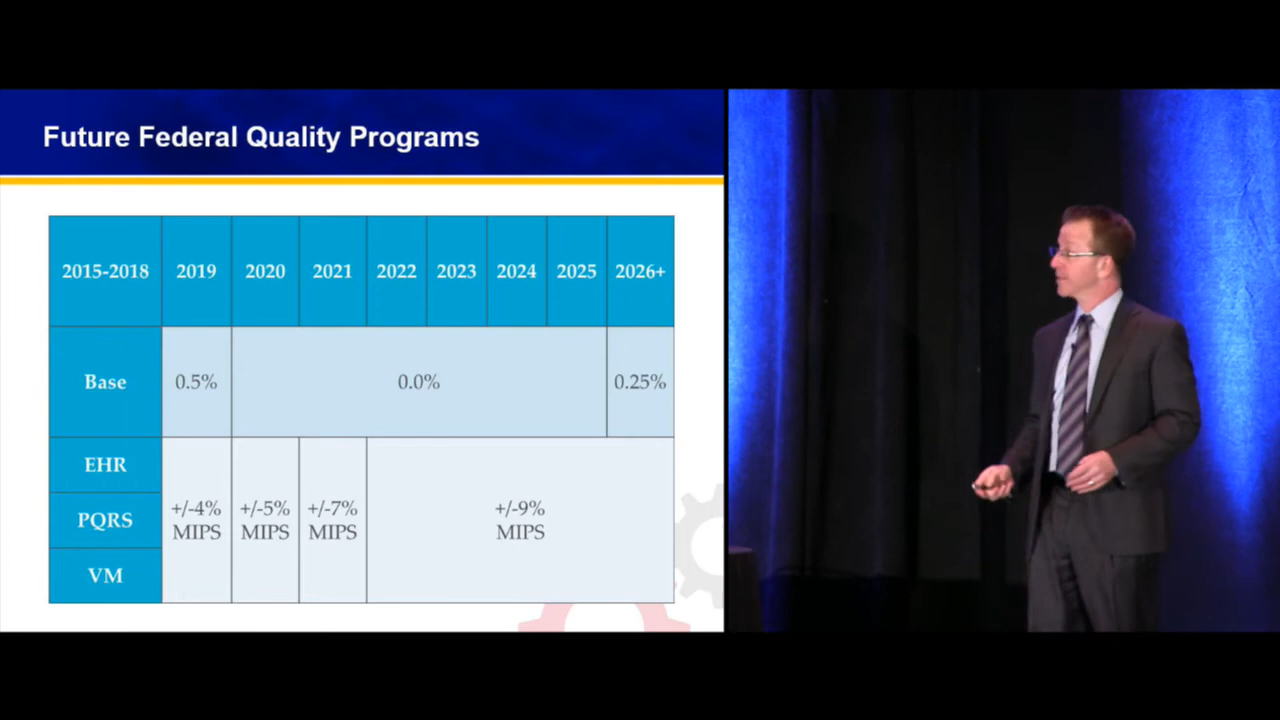 Future Federal Quality Programs
2015-2018 2019 2020 2021 2022 2023 2024 2025 2026+
Base 0.5% 0.0% 0.25%
EHR
PQRS
VM
+/-4%
MIPS
+/-5%
MIPS
+/-7%
MIPS
+/-9%
MIPS